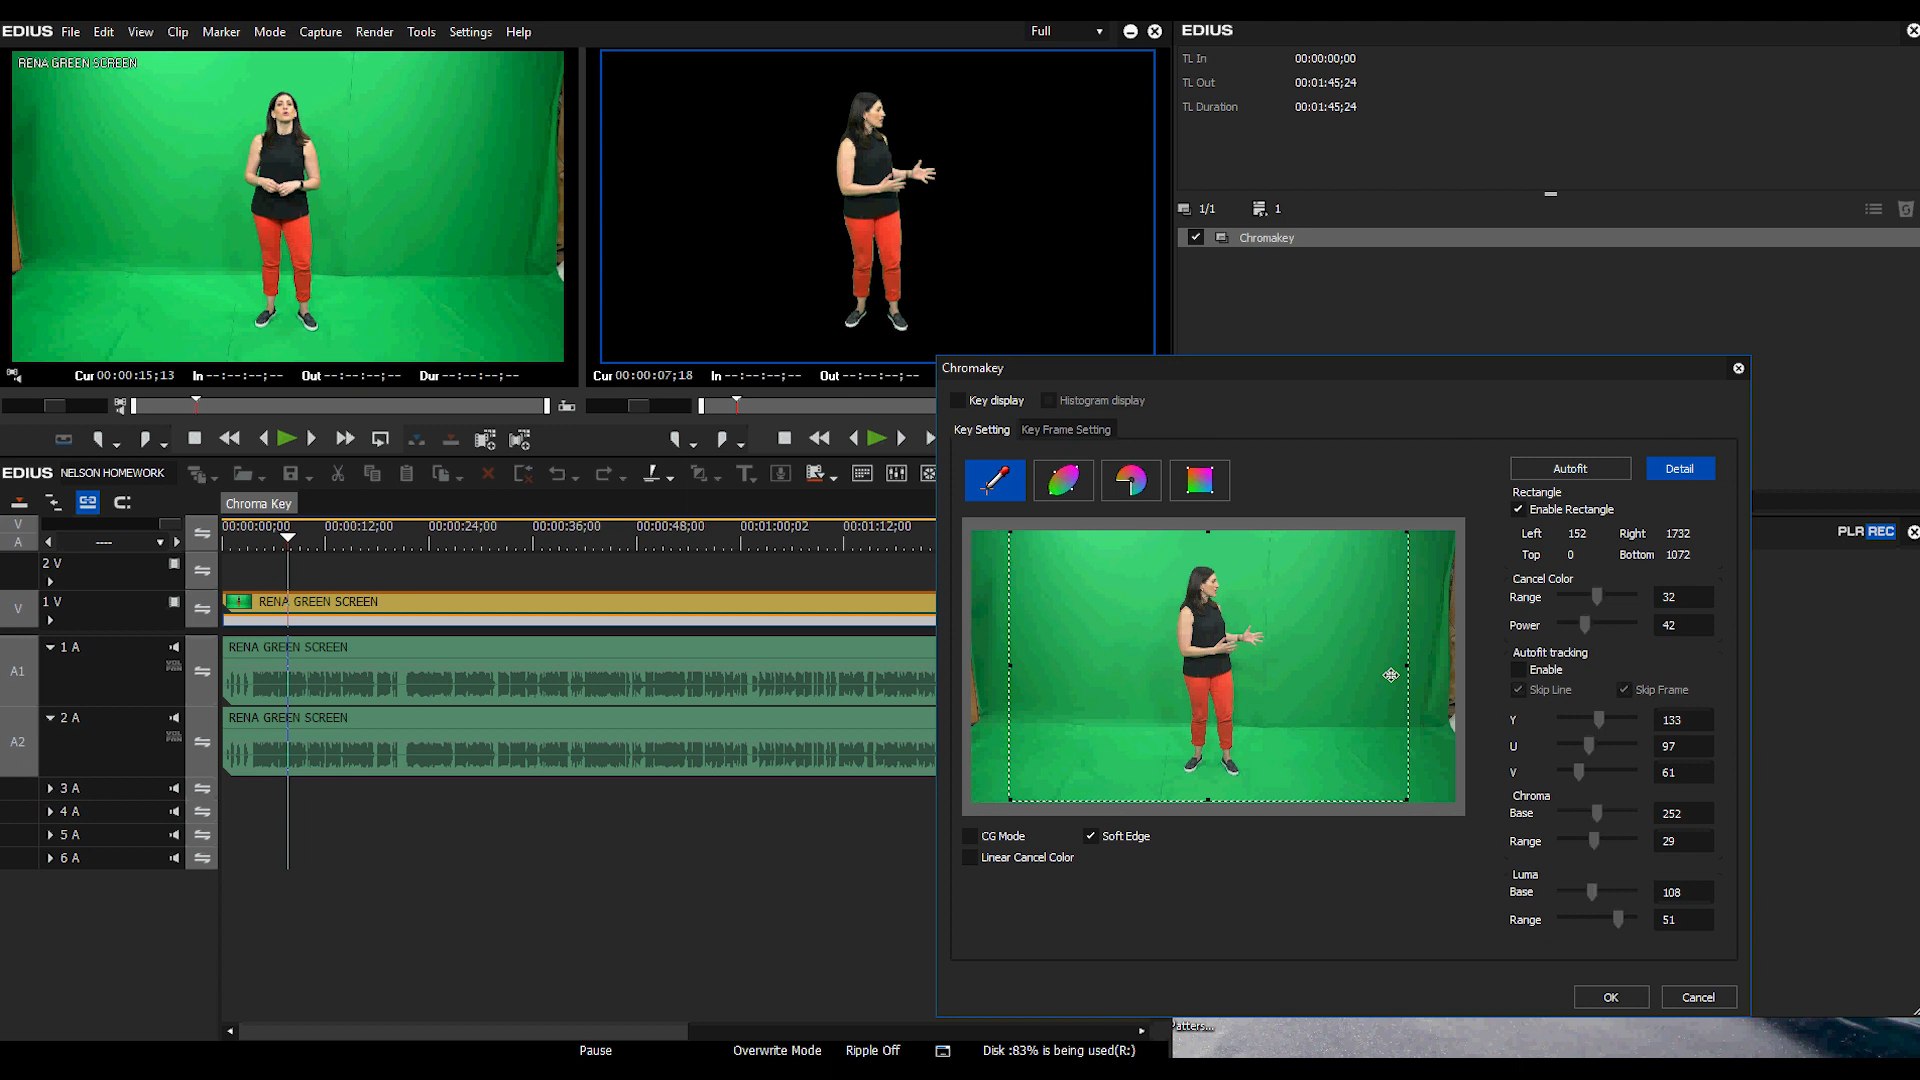 EDIUS File Edit View Clip Marker Mode Capture Render Tools Settings Help
Full
EDIUS
RENA GREEN SCREEN
TL In 00:00:00;00
TL Out 00:01:45;24
TL Duration 00:01:45;24
1/1 1
Chromakey
Cur 00:00:15;13 In --:--:--;-- Out --:--:--;-- Dur --:--:--;--
Cur 00:00:07;18 In --:--:--;-- Out --:--:--;--
EDIUS NELSON HOMEWORK
Chroma Key
00:00:00;00 00:00:12;00 00:00:24;00 00:00:36;00 00:00:48;00 00:01:00;02 00:01:12;00
V
A ----
2 V
V 1 V
RENA GREEN SCREEN
A1 1 A
VOL
PAN
RENA GREEN SCREEN
A2 2 A
VOL
PAN
RENA GREEN SCREEN
3 A
4 A
5 A
6 A
Chromakey
Key display Histogram display
Key Setting Key Frame Setting
Autofit Detail
Rectangle
Enable Rectangle
Left 152 Right 1732
Top 0 Bottom 1072
Cancel Color
Range 32
Power 42
Autofit tracking
Enable
Skip Line Skip Frame
Y 133
U 97
V 61
Chroma
Base 252
Range 29
Luma
Base 108
Range 51
CG Mode Soft Edge
Linear Cancel Color
OK Cancel
PLR REC
Pause Overwrite Mode Ripple Off Disk :83% is being used(R:)